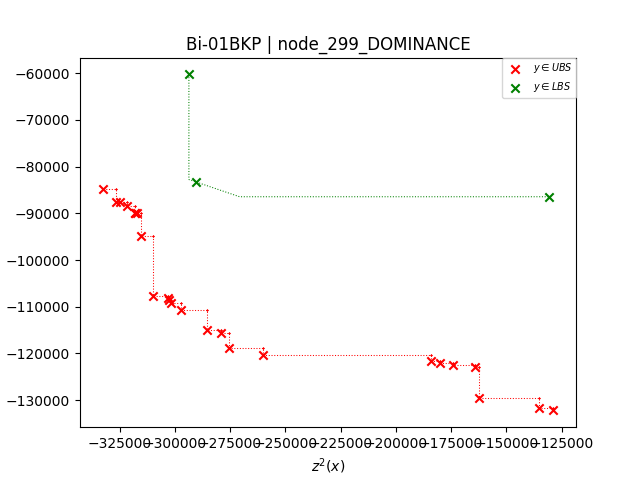 Bi-01BKP | node_299_DOMINANCE
y ∈ UBS
y ∈ LBS
−60000
−70000
−80000
−90000
−100000
−110000
−120000
−130000
−325000 −300000 −275000 −250000 −225000 −200000 −175000 −150000 −125000
z²(x)